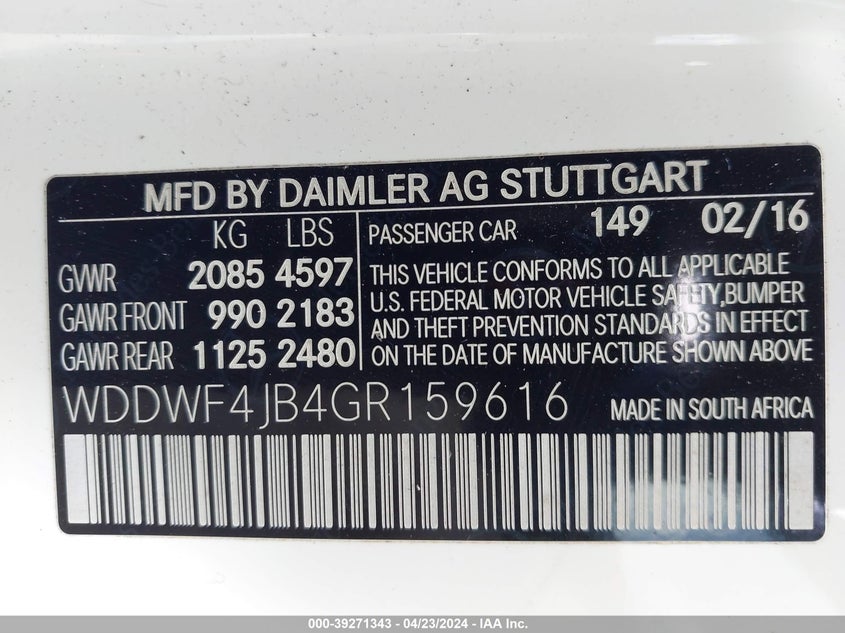 MFD BY DAIMLER AG STUTTGART
KG LBS
GVWR 2085 4597
GAWR FRONT 990 2183
GAWR REAR 1125 2480
PASSENGER CAR 149 02/16
THIS VEHICLE CONFORMS TO ALL APPLICABLE
U.S. FEDERAL MOTOR VEHICLE SAFETY,BUMPER
AND THEFT PREVENTION STANDARDS IN EFFECT
ON THE DATE OF MANUFACTURE SHOWN ABOVE
WDDWF4JB4GR159616 MADE IN SOUTH AFRICA
000-39271343 - 04/23/2024 - IAA Inc.